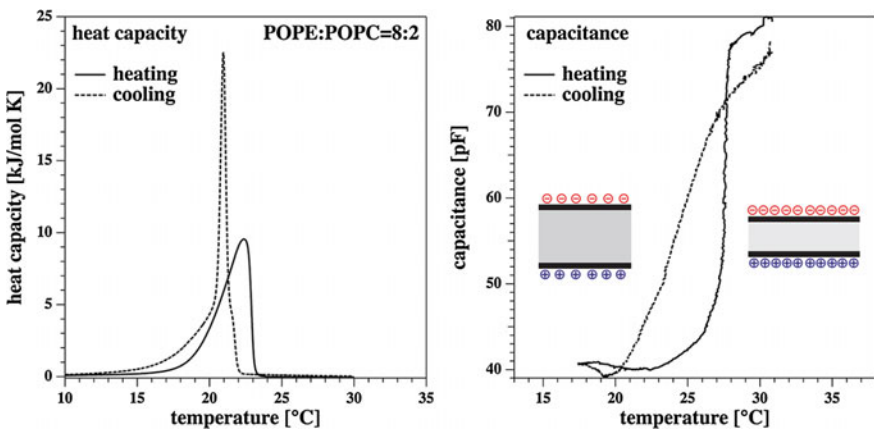 heat capacity
POPE:POPC=8:2
heating
cooling
25
20
15
10
5
0
heat capacity [kJ/mol K]
10
15
20
25
30
35
temperature [°C]
capacitance
heating
cooling
80
70
60
50
40
capacitance [pF]
15
20
25
30
35
temperature [°C]